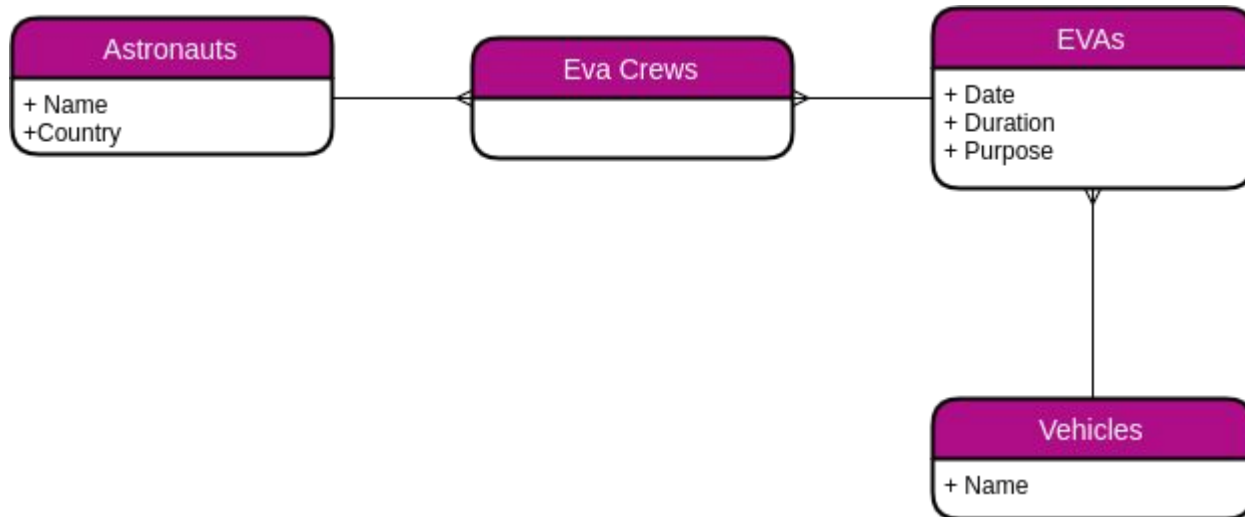 Astronauts
+ Name
+Country
Eva Crews
EVAs
+ Date
+ Duration
+ Purpose
Vehicles
+ Name